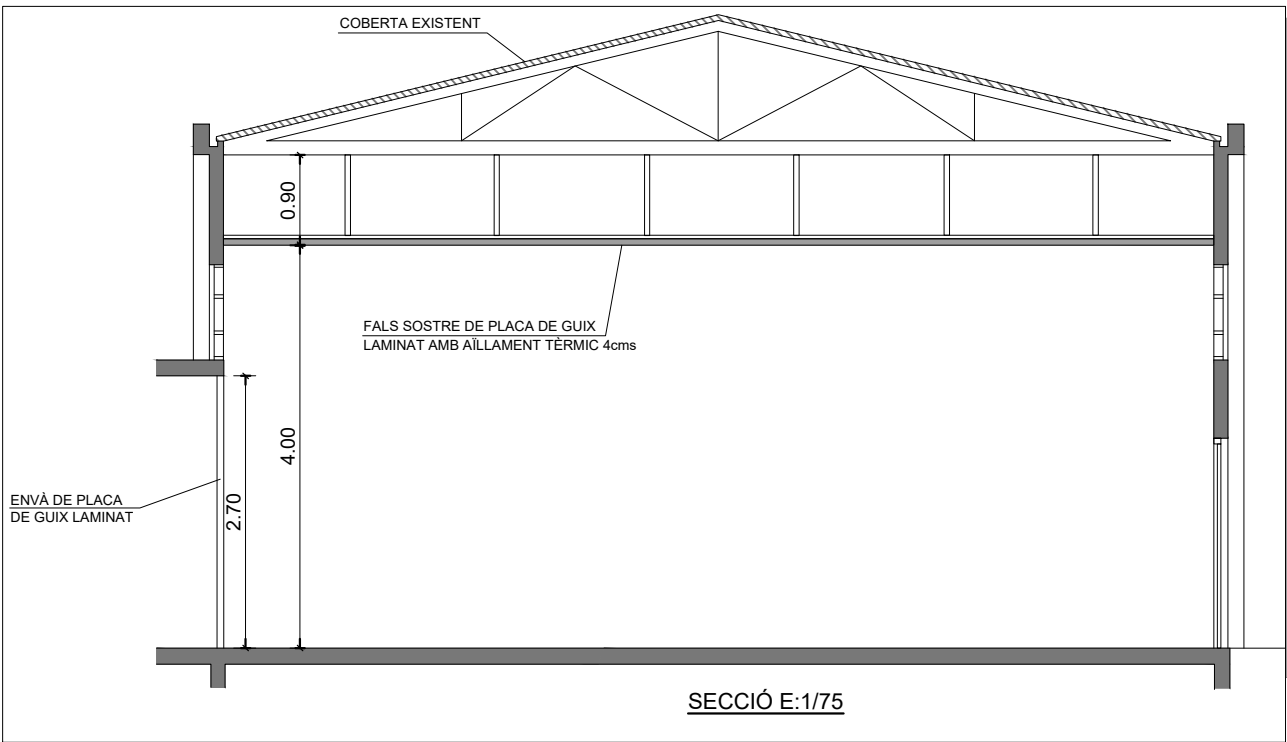 COBERTA EXISTENT
0.90
FALS SOSTRE DE PLACA DE GUIX
LAMINAT AMB AÏLLAMENT TÈRMIC 4cms
4.00
2.70
ENVÀ DE PLACA
DE GUIX LAMINAT
SECCIÓ E:1/75